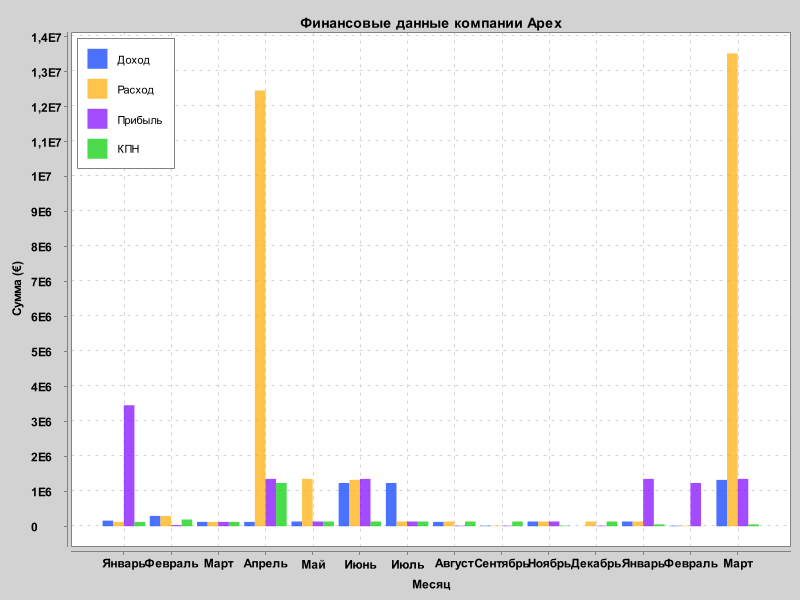 Финансовые данные компании Apex
Доход
Расход
Прибыль
КПН
1,4E7
1,3E7
1,2E7
1,1E7
1E7
9E6
8E6
7E6
6E6
5E6
4E6
3E6
2E6
1E6
0
Сумма (€)
Январь Февраль Март Апрель Май Июнь Июль Август Сентябрь Ноябрь Декабрь Январь Февраль Март
Месяц